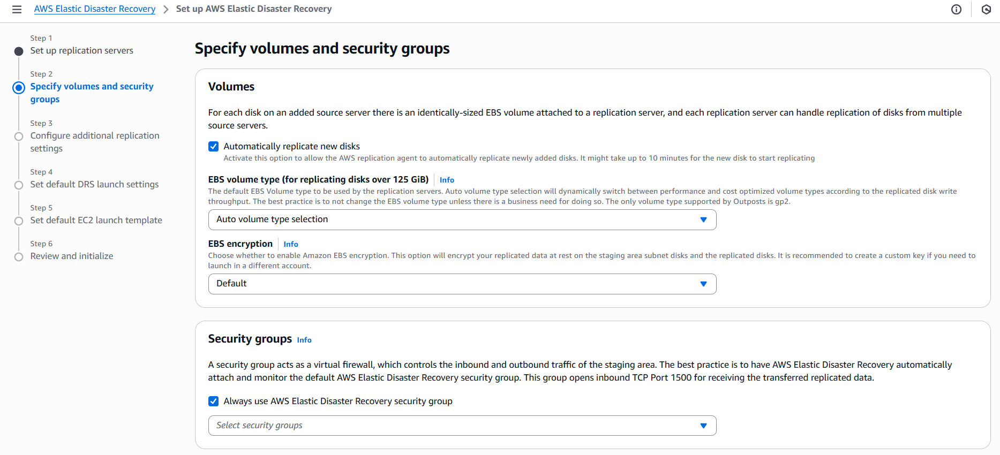 AWS Elastic Disaster Recovery
Set up AWS Elastic Disaster Recovery
Step 1
Set up replication servers
Step 2
Specify volumes and security
groups
Step 3
Configure additional replication
settings
Step 4
Set default DRS launch settings
Step 5
Set default EC2 launch template
Step 6
Review and initialize
Specify volumes and security groups
Volumes
For each disk on an added source server there is an identically-sized EBS volume attached to a replication server, and each replication server can handle replication of disks from multiple
source servers.
Automatically replicate new disks
Activate this option to allow the AWS replication agent to automatically replicate newly added disks. It might take up to 10 minutes for the new disk to start replicating
EBS volume type (for replicating disks over 125 GiB) Info
The default EBS Volume type to be used by the replication servers. Auto volume type selection will dynamically switch between performance and cost optimized volume types according to the replicated disk write
throughput. The best practice is to not change the EBS volume type unless there is a business need for doing so. The only volume type supported by Outposts is gp2.
Auto volume type selection
EBS encryption Info
Choose whether to enable Amazon EBS encryption. This option will encrypt your replicated data at rest on the staging area subnet disks and the replicated disks. It is recommended to create a custom key if you need to
launch in a different account.
Default
Security groups Info
A security group acts as a virtual firewall, which controls the inbound and outbound traffic of the staging area. The best practice is to have AWS Elastic Disaster Recovery automatically
attach and monitor the default AWS Elastic Disaster Recovery security group. This group opens inbound TCP Port 1500 for receiving the transferred replicated data.
Always use AWS Elastic Disaster Recovery security group
Select security groups